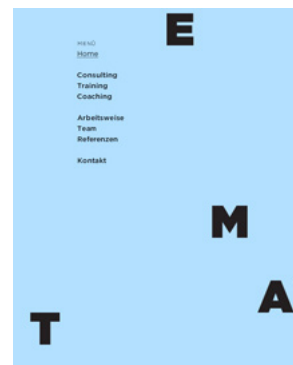 E
MENÜ
Home
Consulting
Training
Coaching
Arbeitsweise
Team
Referenzen
Kontakt
M
A
T